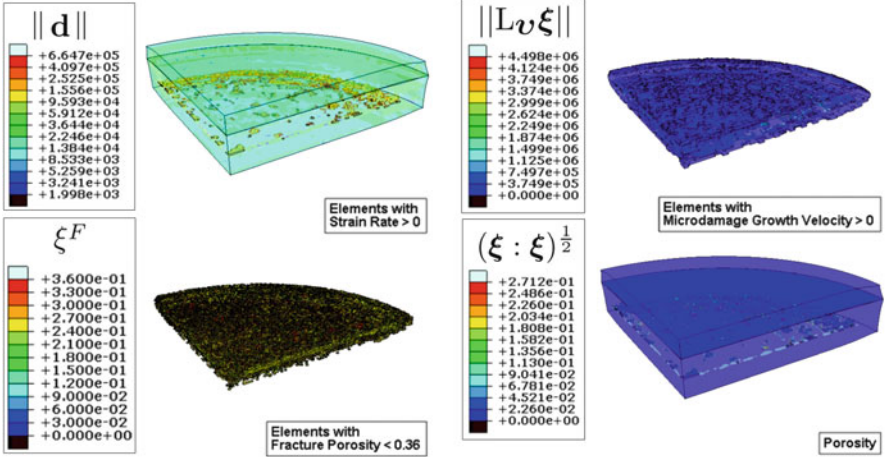 ‖ d ‖
+6.647e+05
+4.097e+05
+2.525e+05
+1.556e+05
+9.593e+04
+5.912e+04
+3.644e+04
+2.246e+04
+1.384e+04
+8.533e+03
+5.259e+03
+3.241e+03
+1.998e+03
Elements with
Strain Rate > 0
||Lυξ||
+4.498e+06
+4.124e+06
+3.749e+06
+3.374e+06
+2.999e+06
+2.624e+06
+2.249e+06
+1.874e+06
+1.499e+06
+1.125e+06
+7.497e+05
+3.749e+05
+0.000e+00
Elements with
Microdamage Growth Velocity > 0
ξF
+3.600e-01
+3.300e-01
+3.000e-01
+2.700e-01
+2.400e-01
+2.100e-01
+1.800e-01
+1.500e-01
+1.200e-01
+9.000e-02
+6.000e-02
+3.000e-02
+0.000e+00
Elements with
Fracture Porosity < 0.36
(ξ : ξ)½
+2.712e-01
+2.486e-01
+2.260e-01
+2.034e-01
+1.808e-01
+1.582e-01
+1.356e-01
+1.130e-01
+9.041e-02
+6.781e-02
+4.521e-02
+2.260e-02
+0.000e+00
Porosity